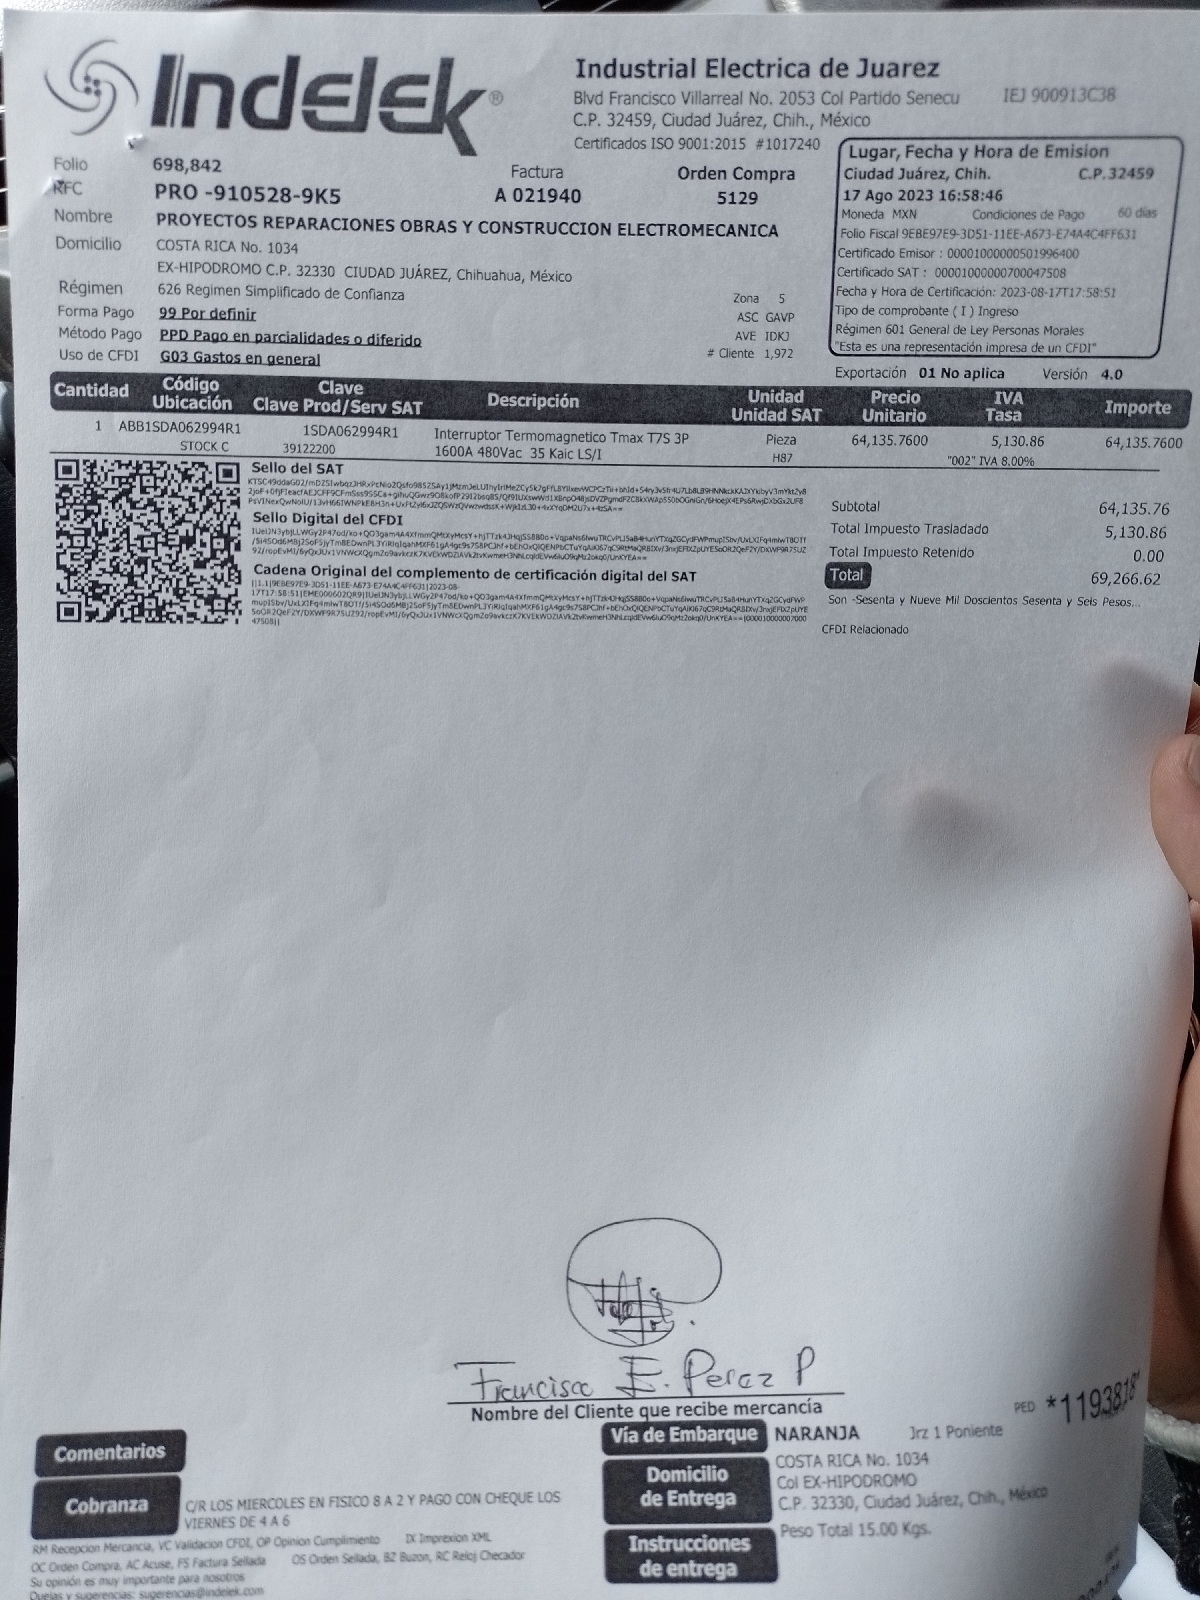 Indelek®
Industrial Electrica de Juarez
Blvd Francisco Villarreal No. 2053 Col Partido Senecu IEJ 900913C38
C.P. 32459, Ciudad Juárez, Chih., México
Certificados ISO 9001:2015 #1017240
Folio 698,842
Factura
A 021940
Orden Compra
5129
RFC PRO -910528-9K5
Nombre PROYECTOS REPARACIONES OBRAS Y CONSTRUCCION ELECTROMECANICA
Domicilio COSTA RICA No. 1034
EX-HIPODROMO C.P. 32330 CIUDAD JUÁREZ, Chihuahua, México
Régimen 626 Regimen Simplificado de Confianza
Forma Pago 99 Por definir
Método Pago PPD Pago en parcialidades o diferido
Uso de CFDI G03 Gastos en general
Zona 5
ASC GAVP
AVE IDKJ
# Cliente 1,972
Lugar, Fecha y Hora de Emision
Ciudad Juárez, Chih. C.P.32459
17 Ago 2023 16:58:46
Moneda MXN Condiciones de Pago 60 dias
Folio Fiscal 9EBE97E9-3D51-11EE-A673-E74A4C4FF631
Certificado Emisor : 00001000000501996400
Certificado SAT : 00001000000700047508
Fecha y Hora de Certificación: 2023-08-17T17:58:51
Tipo de comprobante ( I ) Ingreso
Régimen 601 General de Ley Personas Morales
"Esta es una representación impresa de un CFDI"
Exportación 01 No aplica Versión 4.0
Cantidad Código Ubicación Clave Clave Prod/Serv SAT Descripción Unidad Unidad SAT Precio Unitario IVA Tasa Importe
1 ABB1SDA062994R1 1SDA062994R1 Interruptor Termomagnetico Tmax T7S 3P Pieza 64,135.7600 5,130.86 64,135.7600
STOCK C 39122200 1600A 480Vac 35 Kaic LS/I H87 "002" IVA 8.00%
Sello del SAT
Sello Digital del CFDI
Cadena Original del complemento de certificación digital del SAT
Subtotal 64,135.76
Total Impuesto Trasladado 5,130.86
Total Impuesto Retenido 0.00
Total 69,266.62
Son -Sesenta y Nueve Mil Doscientos Sesenta y Seis Pesos...
CFDI Relacionado
Francisco E. Perez P
Nombre del Cliente que recibe mercancía
PED *1193818*
Comentarios
Cobranza C/R LOS MIERCOLES EN FISICO 8 A 2 Y PAGO CON CHEQUE LOS
VIERNES DE 4 A 6
RM Recepcion Mercancia, VC Validacion CFDI, OP Opinion Cumplimiento IX Imprexion XML
OC Orden Compra, AC Acuse, FS Factura Sellada OS Orden Sellada, BZ Buzon, RC Reloj Checador
Su opinión es muy importante para nosotros
Quejas y sugerencias: sugerencias@indelek.com
Vía de Embarque NARANJA Jrz 1 Poniente
Domicilio de Entrega COSTA RICA No. 1034
Col EX-HIPODROMO
C.P. 32330, Ciudad Juárez, Chih., México
Instrucciones de entrega Peso Total 15.00 Kgs.